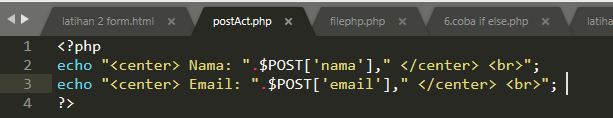 latihan 2 form.html × postAct.php × filephp.php × 6.coba if else.php × latiha
1 <?php
2 echo "<center> Nama: ".$POST['nama']," </center> <br>";
3 echo "<center> Email: ".$POST['email']," </center> <br>";
4 ?>